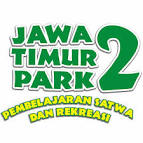 JAWA
TIMUR 2
PARK
PEMBELAJARAN SATWA
DAN REKREASI